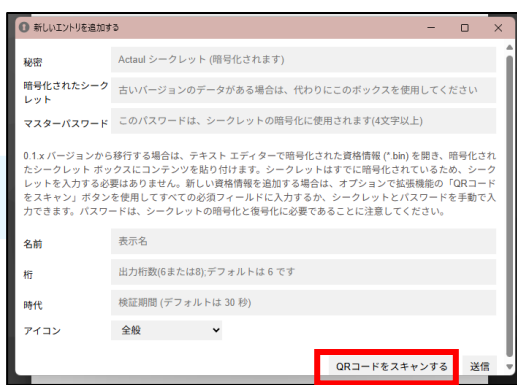 新しいエントリを追加する
秘密
Actaul シークレット (暗号化されます)
暗号化されたシーク
レット
古いバージョンのデータがある場合は、代わりにこのボックスを使用してください
マスターパスワード
このパスワードは、シークレットの暗号化に使用されます(4文字以上)
0.1.x バージョンから移行する場合は、テキスト エディターで暗号化された資格情報 (*.bin) を開き、暗号化され
たシークレット ボックスにコンテンツを貼り付けます。シークレットはすでに暗号化されているため、シーク
レットを入力する必要はありません。新しい資格情報を追加する場合は、オプションで拡張機能の「QRコード
をスキャン」ボタンを使用してすべての必須フィールドに入力するか、シークレットとパスワードを手動で入
力できます。パスワードは、シークレットの暗号化と復号化に必要であることに注意してください。
名前
表示名
桁
出力桁数(6または8);デフォルトは 6 です
時代
検証期間 (デフォルトは 30 秒)
アイコン
全般
QRコードをスキャンする
送信